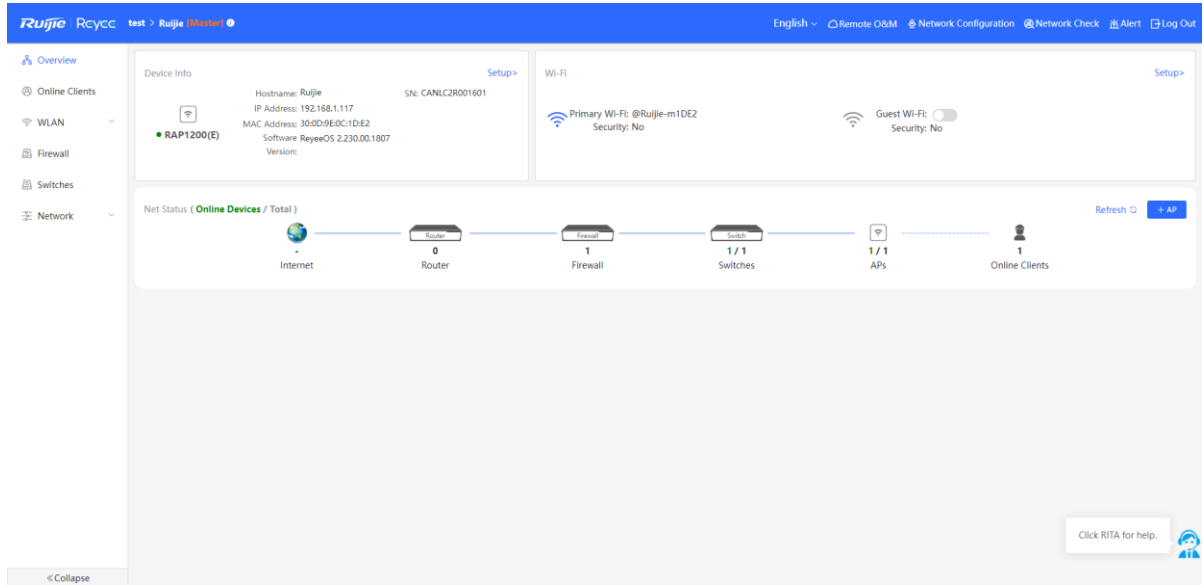 Ruijie Rcycc test > Ruijie [Master] English Remote O&M Network Configuration Network Check Alert Log Out
Overview
Online Clients
WLAN
Firewall
Switches
Network
«Collapse
Device Info Setup>
RAP1200(E)
Hostname: Ruijie SN: CANLC2R001601
IP Address: 192.168.1.117
MAC Address: 30:0D:9E:0C:1D:E2
Software ReyeeOS 2.230.00.1807
Version:
Wi-Fi Setup>
Primary Wi-Fi: @Ruijie-m1DE2
Security: No
Guest Wi-Fi:
Security: No
Net Status ( Online Devices / Total ) Refresh + AP
Router Firewall Switch
- 0 1 1 / 1 1 / 1 1
Internet Router Firewall Switches APs Online Clients
Click RITA for help.